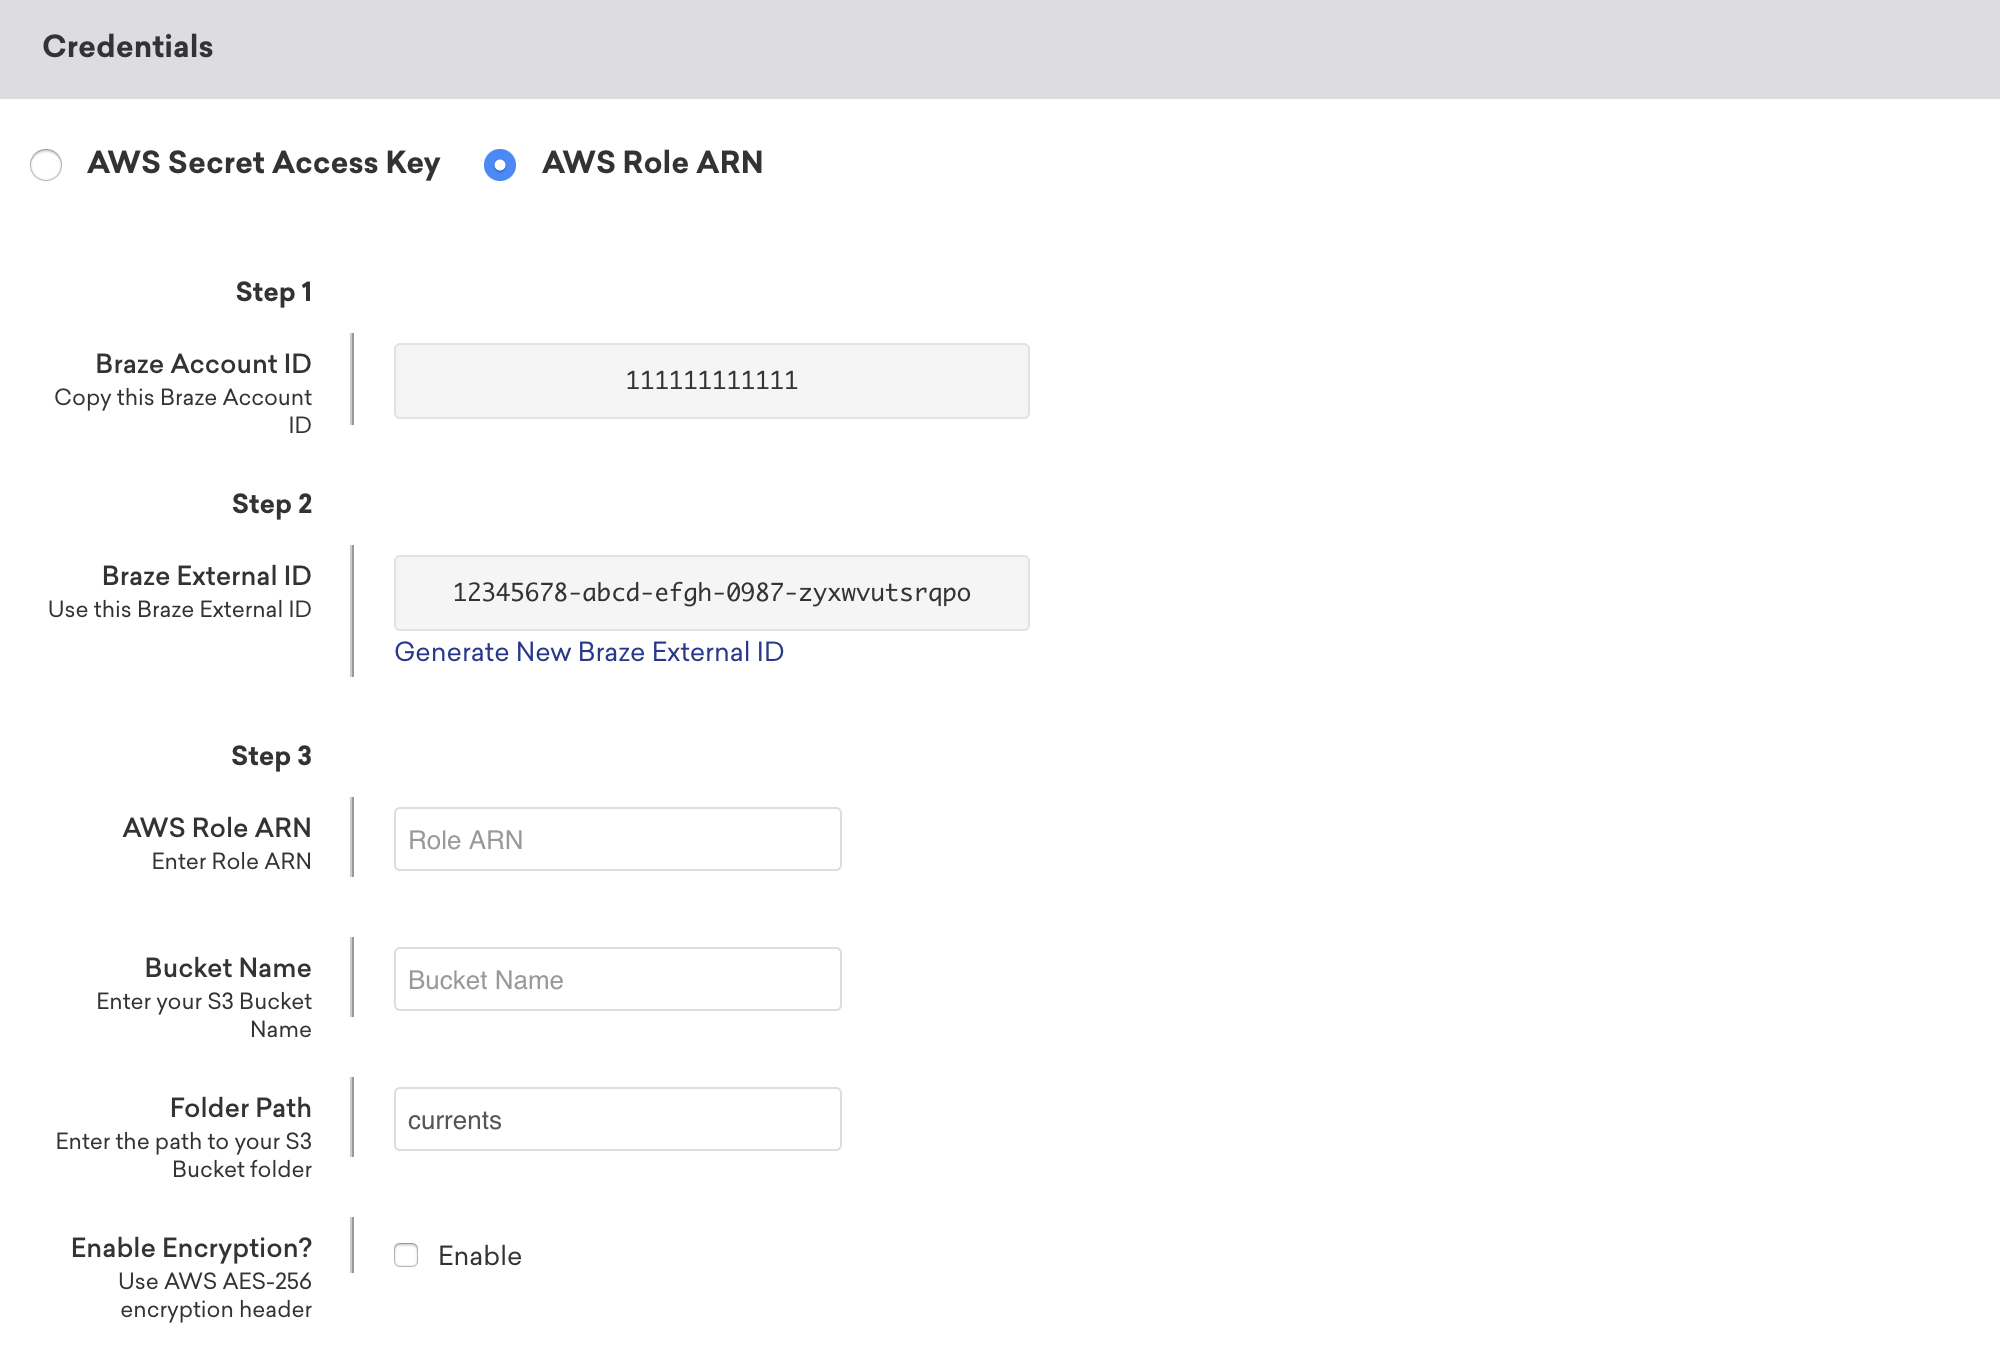 Credentials
AWS Secret Access Key
AWS Role ARN
Step 1
Braze Account ID
Copy this Braze Account
ID
111111111111
Step 2
Braze External ID
Use this Braze External ID
12345678-abcd-efgh-0987-zyxwvutsrqpo
Generate New Braze External ID
Step 3
AWS Role ARN
Enter Role ARN
Role ARN
Bucket Name
Enter your S3 Bucket
Name
Bucket Name
Folder Path
Enter the path to your S3
Bucket folder
currents
Enable Encryption?
Use AWS AES-256
encryption header
Enable